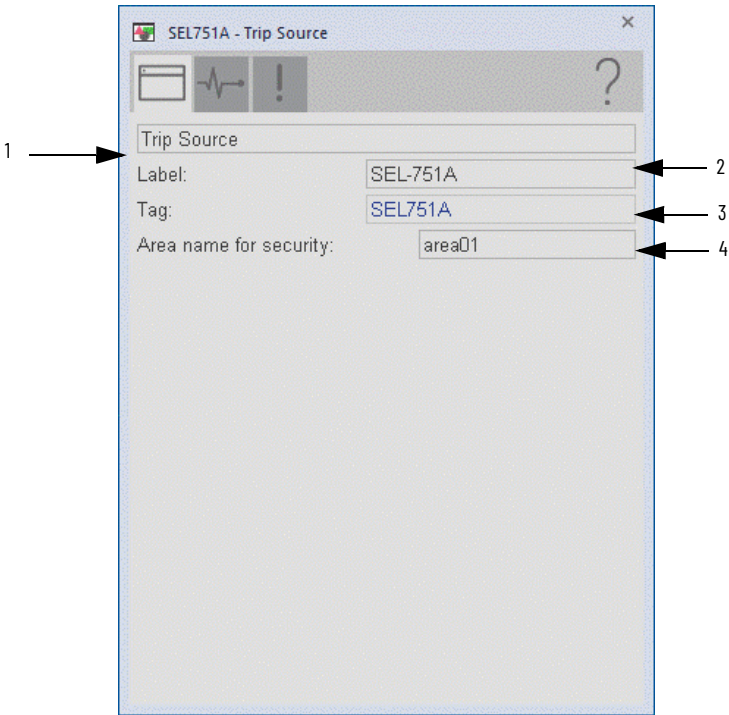 SEL751A - Trip Source
Trip Source
1
Label: SEL-751A 2
Tag: SEL751A 3
Area name for security: area01 4